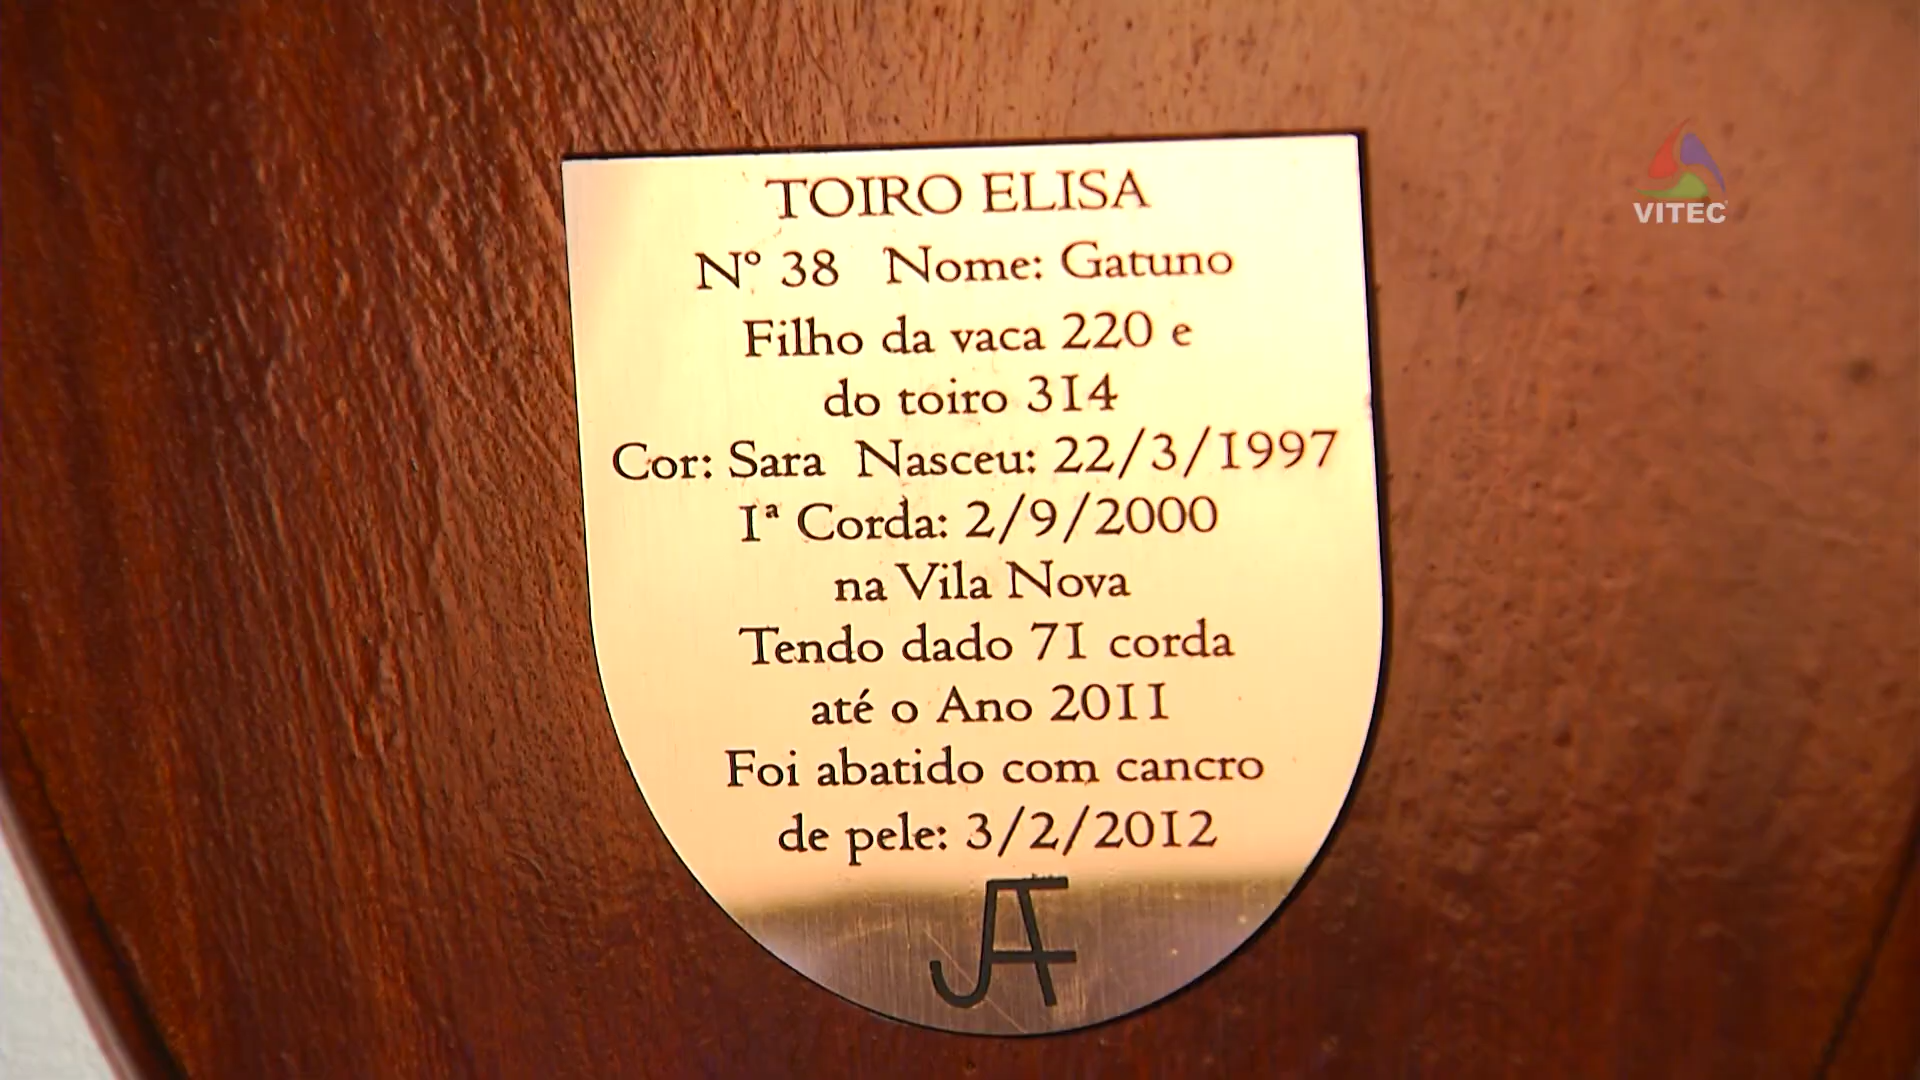 TOIRO ELISA
Nº 38 Nome: Gatuno
Filho da vaca 220 e
do toiro 314
Cor: Sara Nasceu: 22/3/1997
1ª Corda: 2/9/2000
na Vila Nova
Tendo dado 71 corda
até o Ano 2011
Foi abatido com cancro
de pele: 3/2/2012
JAF
VITEC